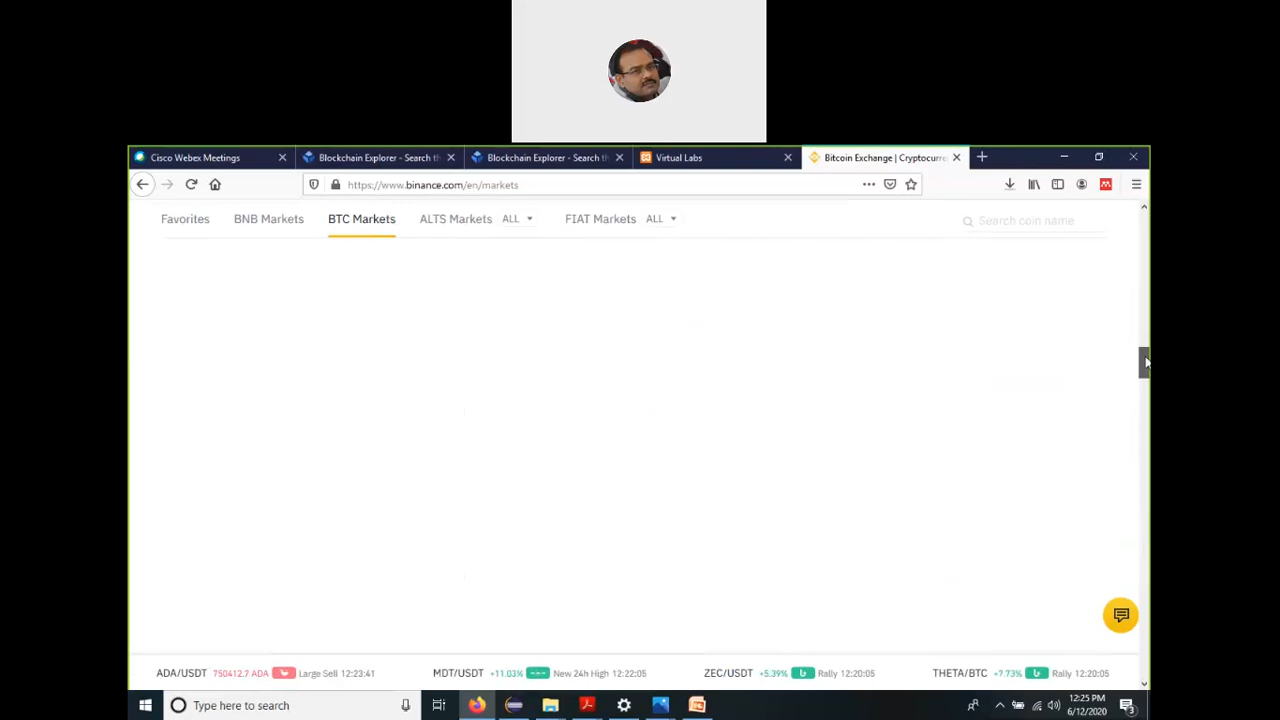 Cisco Webex Meetings
Blockchain Explorer - Search th
Blockchain Explorer - Search th
Virtual Labs
Bitcoin Exchange | Cryptocurre
https://www.binance.com/en/markets
Favorites BNB Markets BTC Markets ALTS Markets ALL FIAT Markets ALL Search coin name
ADA/USDT 750412.7 ADA Large Sell 12:23:41 MDT/USDT +11.03% New 24h High 12:22:05 ZEC/USDT +5.39% Rally 12:20:05 THETA/BTC +7.73% Rally 12:20:05
Type here to search
12:25 PM
6/12/2020
3